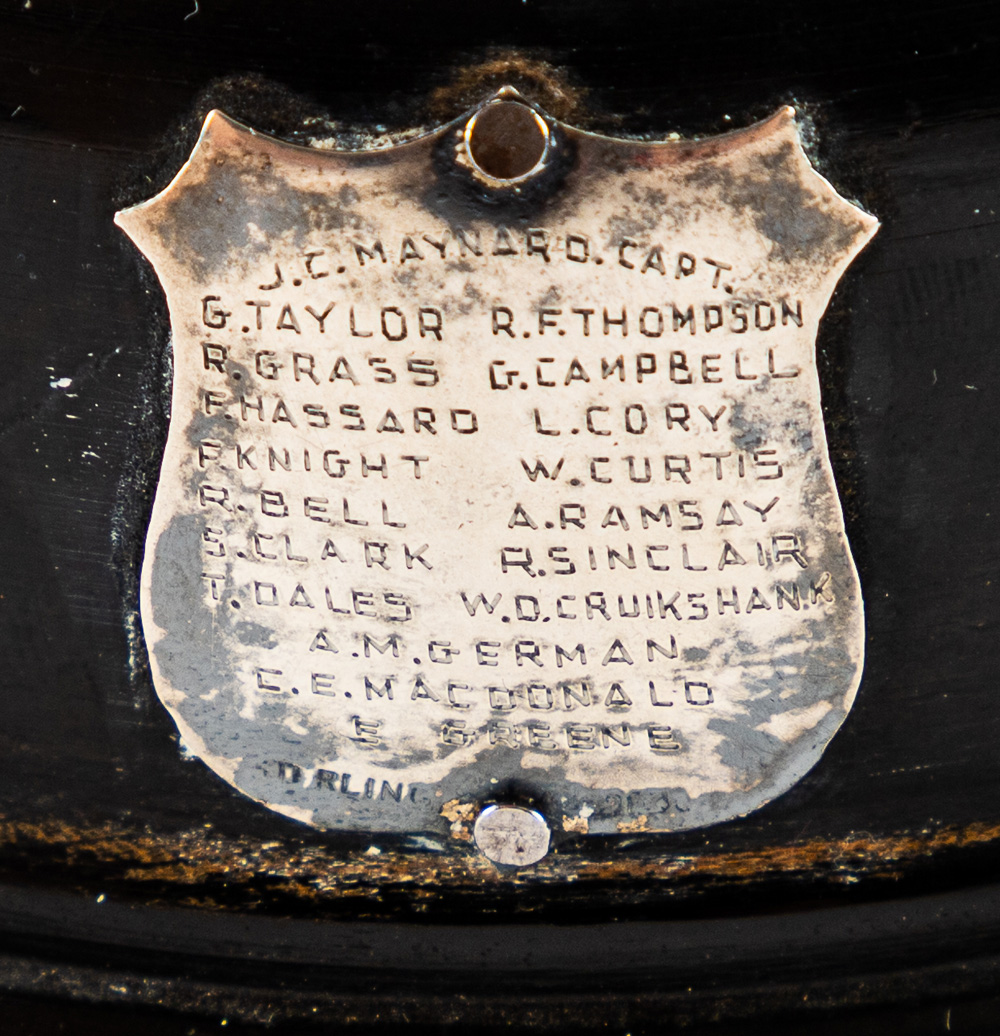 J.C. MAYNARD. CAPT.
G. TAYLOR R.F. THOMPSON
R. GRASS G. CAMPBELL
F. HASSARD L. CORY
F. KNIGHT W. CURTIS
R. BELL A. RAMSAY
S. CLARK R. SINCLAIR
T. DALES W.D. CRUIKSHANK
A.M. GERMAN
C.E. MACDONALD
E GREENE